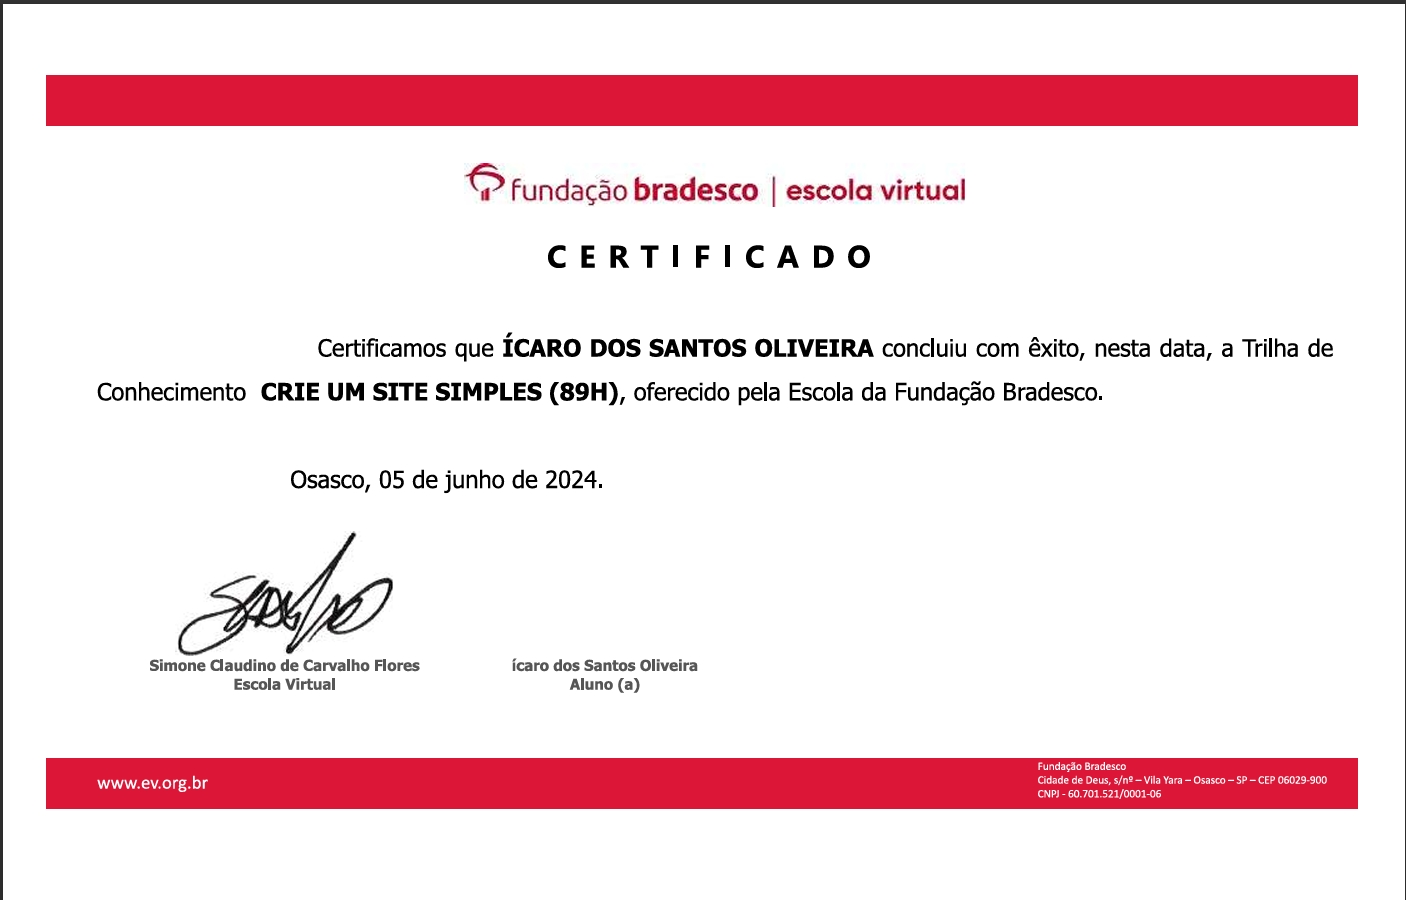 fundação bradesco | escola virtual
CERTIFICADO
Certificamos que ÍCARO DOS SANTOS OLIVEIRA concluiu com êxito, nesta data, a Trilha de
Conhecimento CRIE UM SITE SIMPLES (89H), oferecido pela Escola da Fundação Bradesco.
Osasco, 05 de junho de 2024.
Simone Claudino de Carvalho Flores
Escola Virtual
ícaro dos Santos Oliveira
Aluno (a)
www.ev.org.br
Fundação Bradesco
Cidade de Deus, s/nº – Vila Yara – Osasco – SP – CEP 06029-900
CNPJ - 60.701.521/0001-06